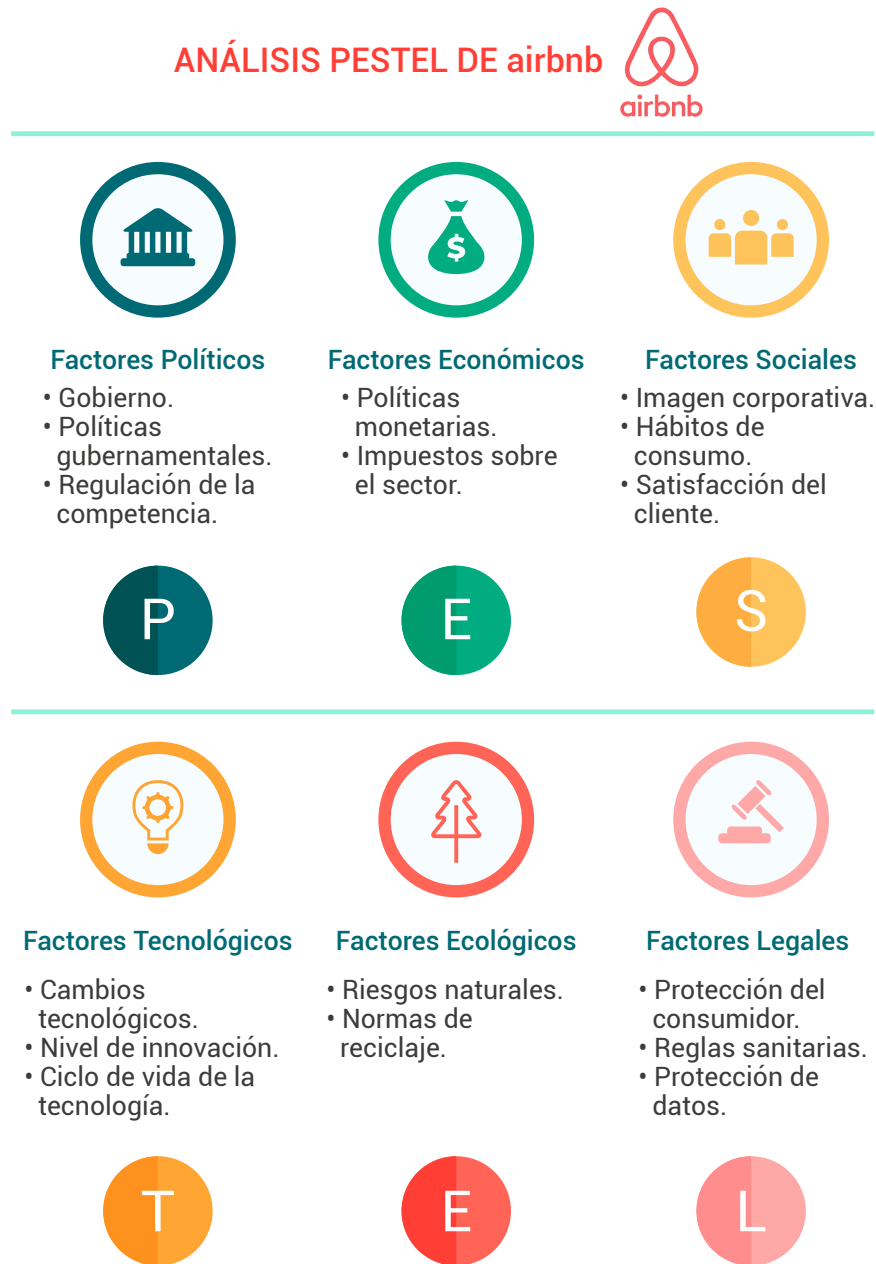 ANÁLISIS PESTEL DE airbnb
airbnb
$
Factores Políticos
• Gobierno.
• Políticas
gubernamentales.
• Regulación de la
competencia.
Factores Económicos
• Políticas
monetarias.
• Impuestos sobre
el sector.
Factores Sociales
• Imagen corporativa.
• Hábitos de
consumo.
• Satisfacción del
cliente.
P
E
S
Factores Tecnológicos
• Cambios
tecnológicos.
• Nivel de innovación.
• Ciclo de vida de la
tecnología.
Factores Ecológicos
• Riesgos naturales.
• Normas de
reciclaje.
Factores Legales
• Protección del
consumidor.
• Reglas sanitarias.
• Protección de
datos.
T
E
L